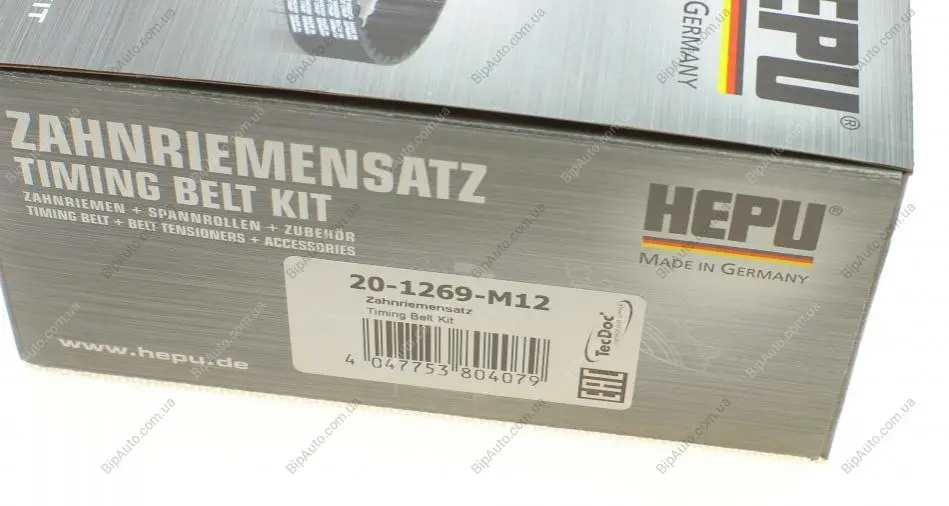 IT
HEPU®
GERMANY
ZAHNRIEMENSATZ
TIMING BELT KIT
ZAHNRIEMEN + SPANNROLLEN + ZUBEHÖR
TIMING BELT + BELT TENSIONERS + ACCESSORIES
HEPU®
MADE IN GERMANY
20-1269-M12
Zahnriemensatz
Timing Belt Kit
4 047753 804079
TecDoc
EAC
www.hepu.de
BipAuto.com.ua